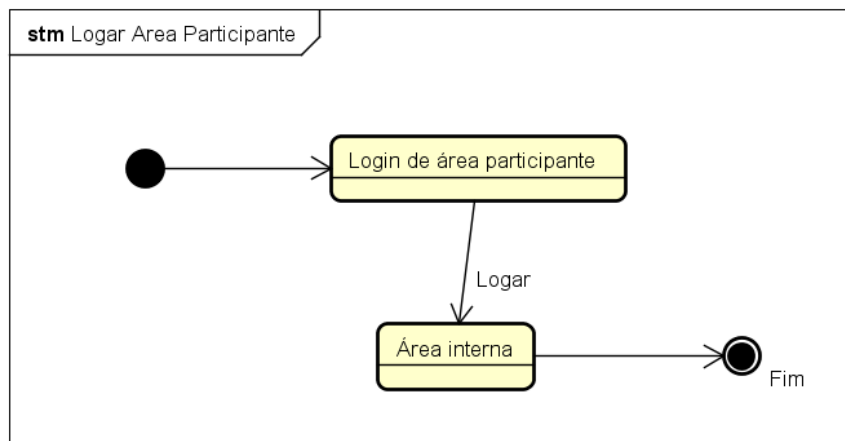 stm Logar Area Participante
Login de área participante
Logar
Área interna
Fim